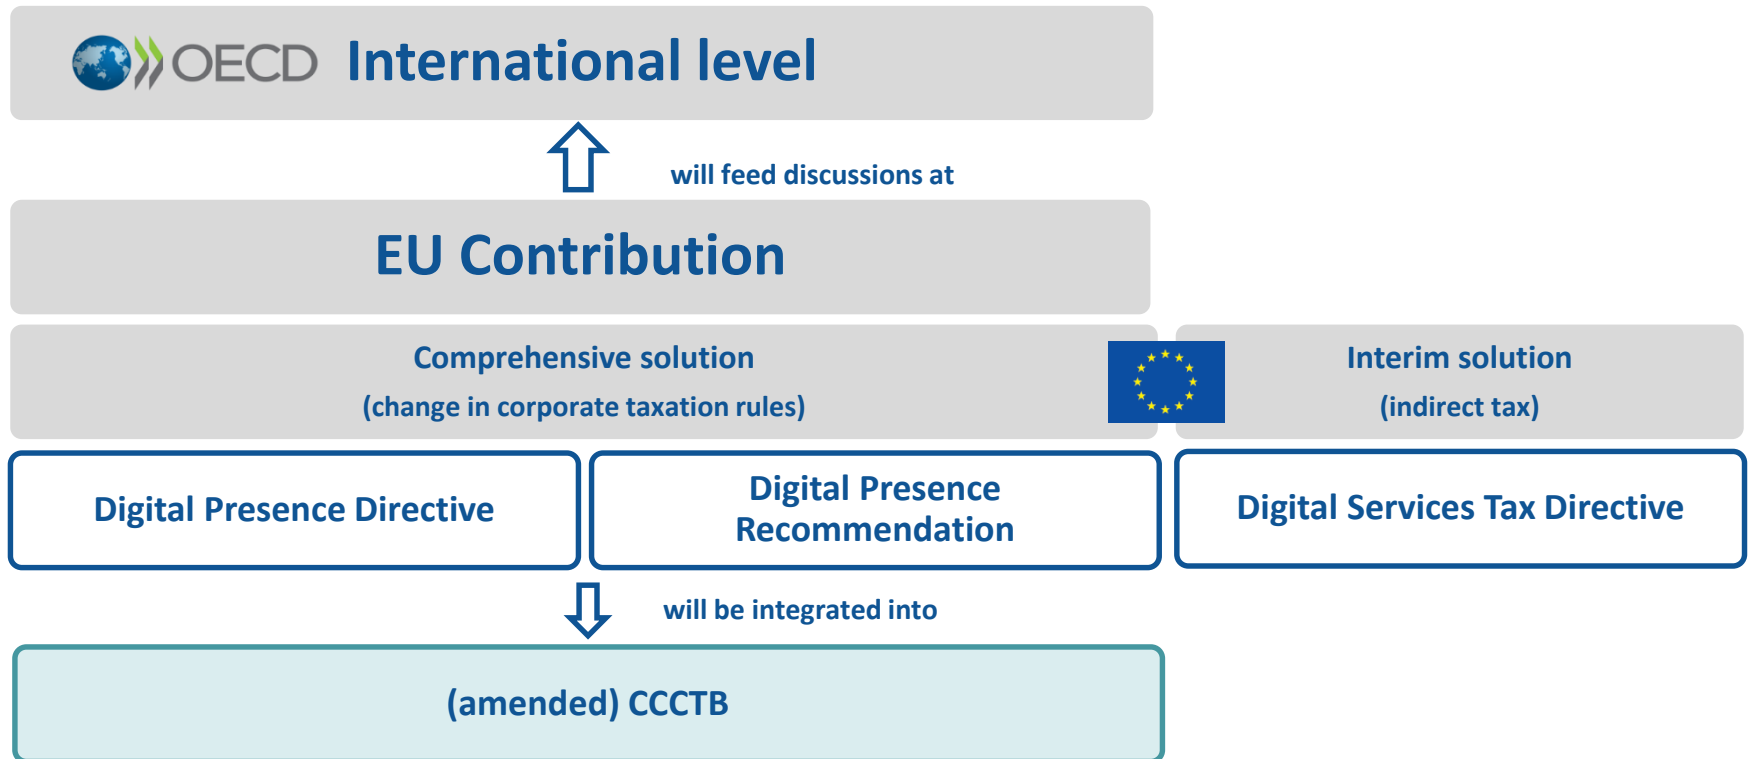 OECD International level
will feed discussions at
EU Contribution
Comprehensive solution
(change in corporate taxation rules)
Interim solution
(indirect tax)
Digital Presence Directive
Digital Presence
Recommendation
Digital Services Tax Directive
will be integrated into
(amended) CCCTB